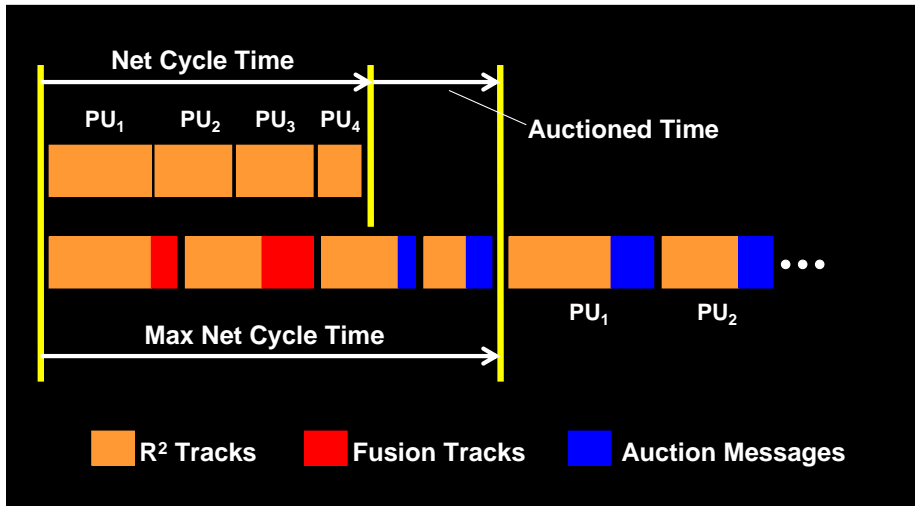 Net Cycle Time
PU₁ PU₂ PU₃ PU₄
Auctioned Time
PU₁ PU₂
Max Net Cycle Time
R² Tracks Fusion Tracks Auction Messages